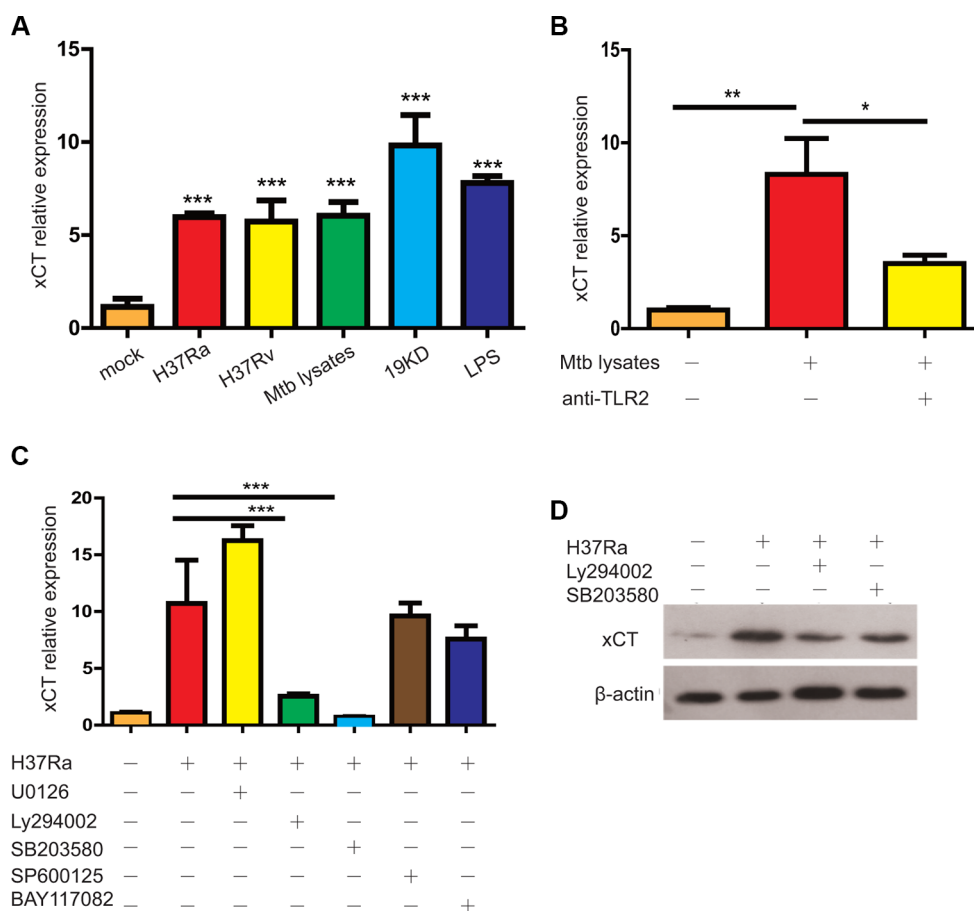 A
xCT relative expression
15
10
5
0
***
***
***
***
***
mock
H37Ra
H37Rv
Mtb lysates
19KD
LPS
B
xCT relative expression
15
10
5
0
**
*
Mtb lysates − + +
anti-TLR2 − − +
C
xCT relative expression
20
15
10
5
0
***
***
H37Ra − + + + + + +
U0126 − − + − − − −
Ly294002 − − − + − − −
SB203580 − − − − + − −
SP600125 − − − − − + −
BAY117082 − − − − − − +
D
H37Ra − + + +
Ly294002 − − + −
SB203580 − − − +
xCT
β-actin